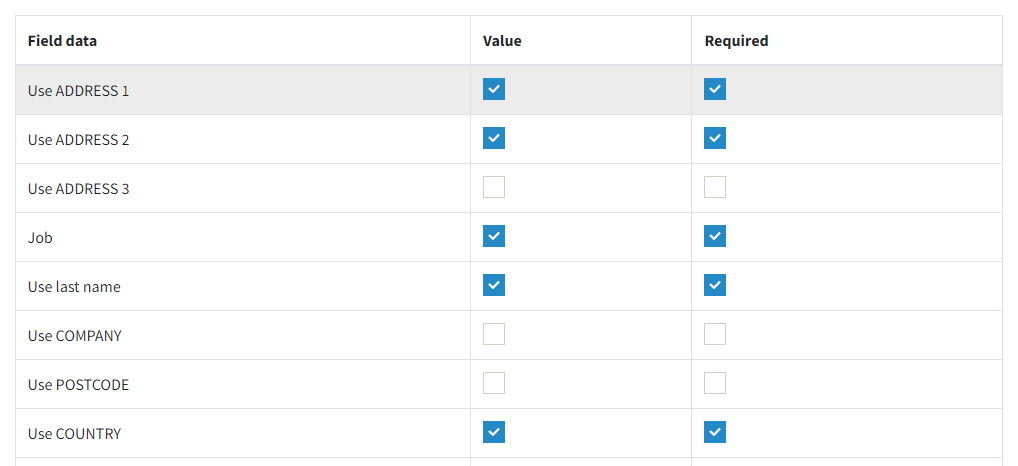 Field data Value Required
Use ADDRESS 1
Use ADDRESS 2
Use ADDRESS 3
Job
Use last name
Use COMPANY
Use POSTCODE
Use COUNTRY